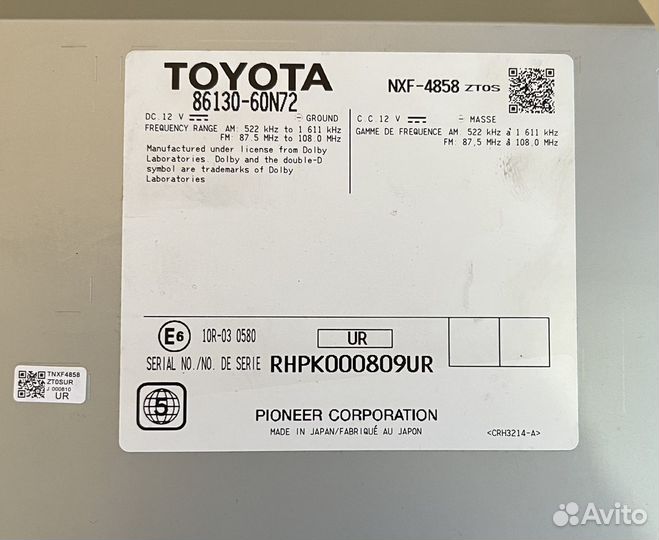 TOYOTA
86130-60N72
NXF-4858 ZT0S
DC.12 V ⎓ GROUND
FREQUENCY RANGE AM: 522 kHz to 1 611 kHz
FM: 87.5 MHz to 108.0 MHz
Manufactured under license from Dolby
Laboratories. Dolby and the double-D
symbol are trademarks of Dolby
Laboratories
C.C.12 V ⎓ MASSE
GAMME DE FREQUENCE AM: 522 kHz à 1 611 kHz
FM: 87,5 MHz à 108,0 MHz
E6 10R-03 0580
UR
SERIAL NO./NO. DE SERIE RHPK000809UR
5
PIONEER CORPORATION
MADE IN JAPAN/FABRIQUÉ AU JAPON
<CRH3214-A>
TNXF4858
ZT0SUR
J.000810
UR
Avito